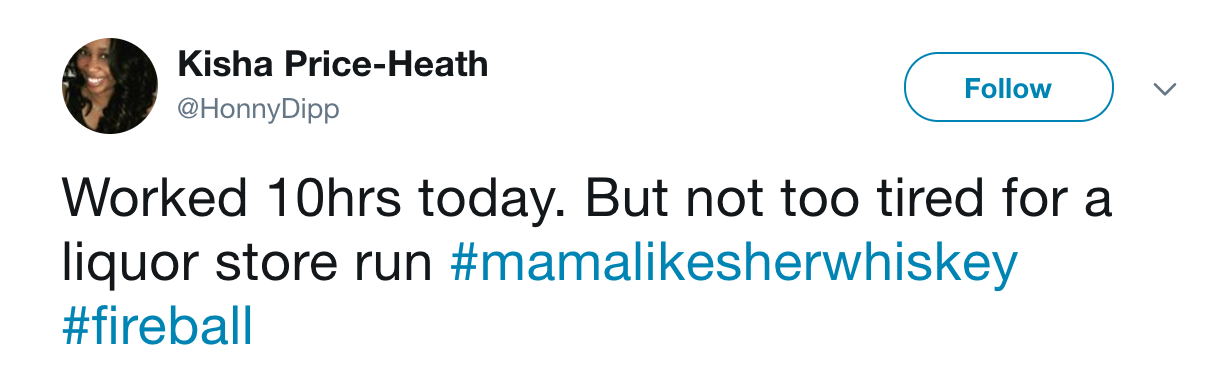 Kisha Price-Heath
@HonnyDipp
Follow
Worked 10hrs today. But not too tired for a
liquor store run #mamalikesherwhiskey
#fireball